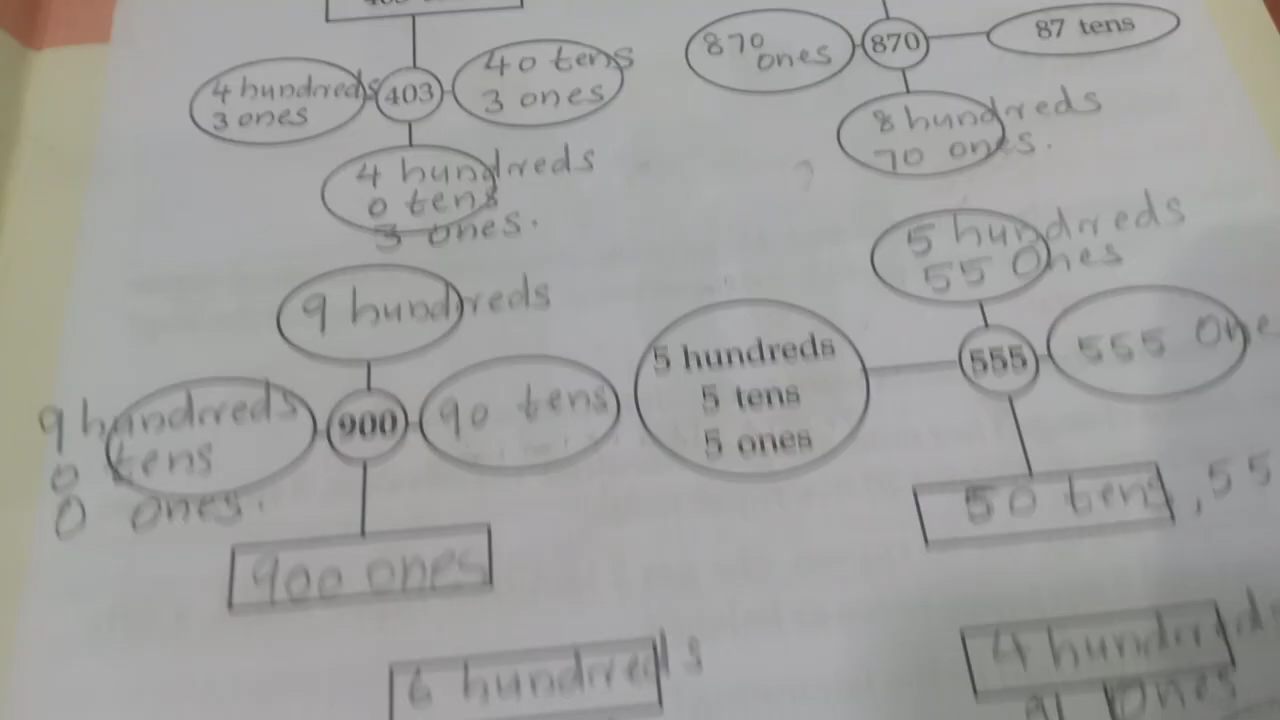 4 hundreds
3 ones
403
40 tens
3 ones
4 hundreds
0 tens
3 ones.
870
ones
870
87 tens
8 hundreds
70 ones.
9 hundreds
9 hundreds
0 tens
0 ones.
900
90 tens
900 ones
5 hundreds
55 Ones
5 hundreds
5 tens
5 ones
555
555 One
50 tens, 55
6 hundreds
4 hundreds
Ones